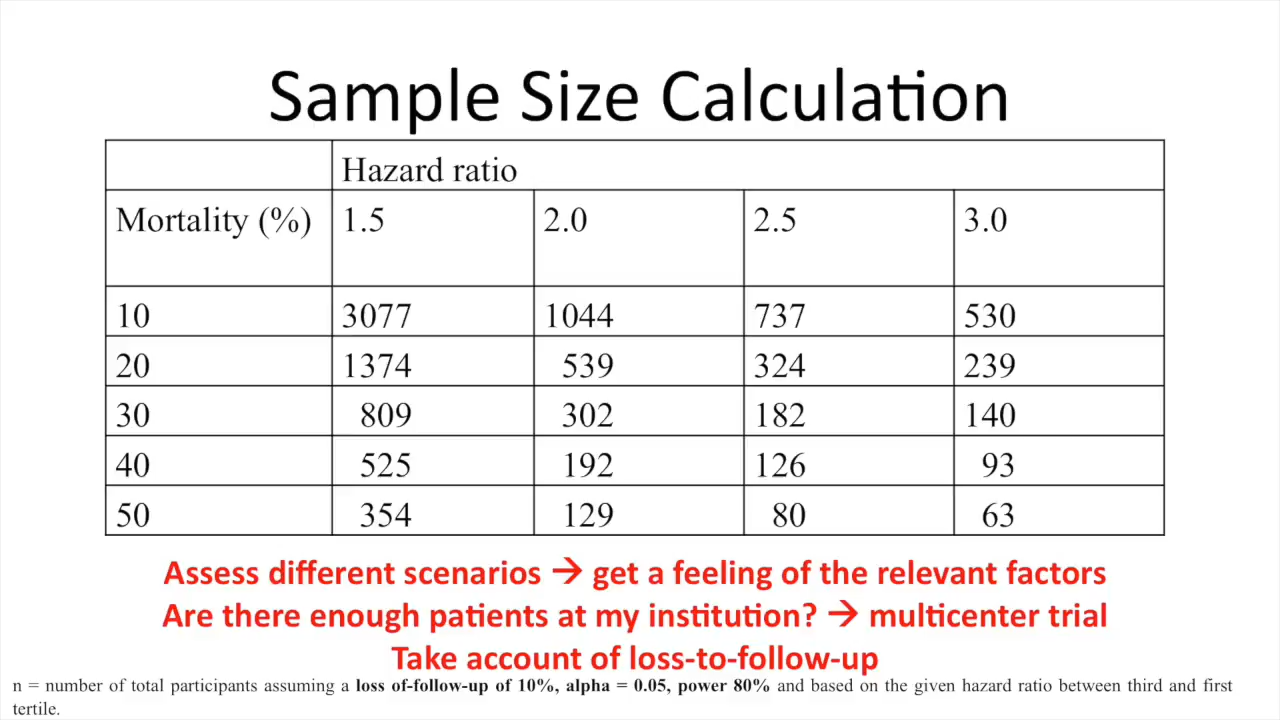 Sample Size Calculation
Hazard ratio
Mortality (%) 1.5 2.0 2.5 3.0
10 3077 1044 737 530
20 1374 539 324 239
30 809 302 182 140
40 525 192 126 93
50 354 129 80 63
Assess different scenarios → get a feeling of the relevant factors
Are there enough patients at my institution? → multicenter trial
Take account of loss-to-follow-up
n = number of total participants assuming a loss of-follow-up of 10%, alpha = 0.05, power 80% and based on the given hazard ratio between third and first
tertile.